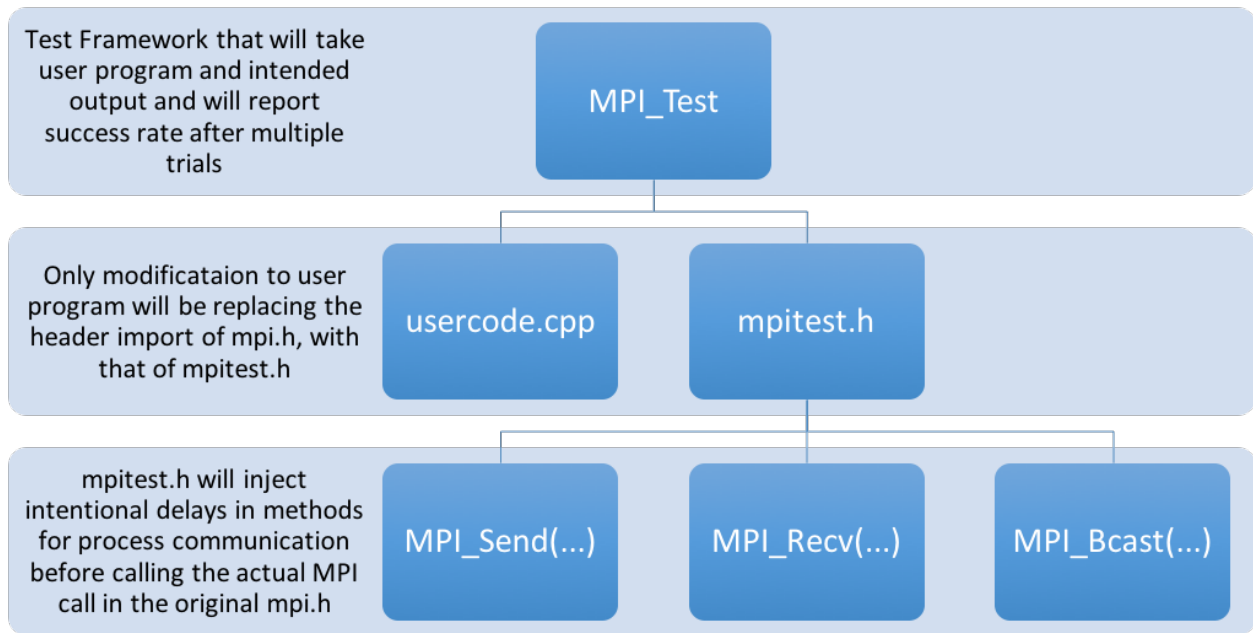 Test Framework that will take
user program and intended
output and will report
success rate after multiple
trials
MPI_Test
Only modificataion to user
program will be replacing the
header import of mpi.h, with
that of mpitest.h
usercode.cpp
mpitest.h
mpitest.h will inject
intentional delays in methods
for process communication
before calling the actual MPI
call in the original mpi.h
MPI_Send(...)
MPI_Recv(...)
MPI_Bcast(...)